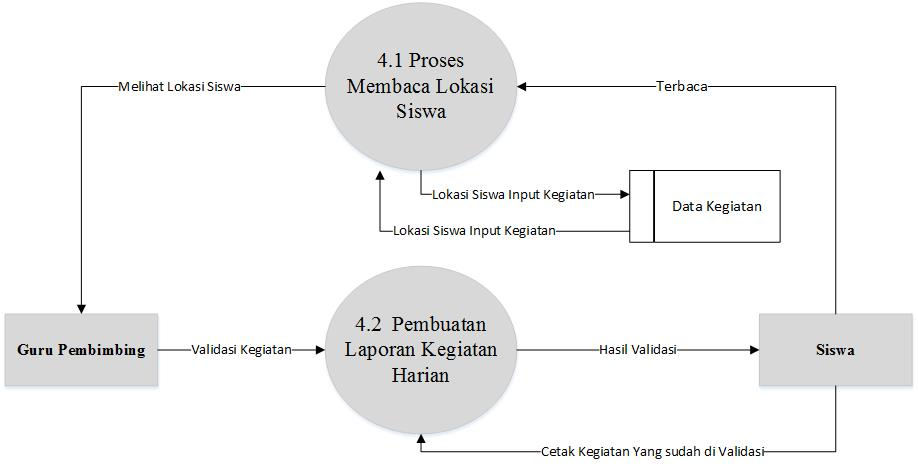 4.1 Proses
Membaca Lokasi
Siswa
Melihat Lokasi Siswa
Terbaca
Lokasi Siswa Input Kegiatan
Data Kegiatan
Lokasi Siswa Input Kegiatan
4.2 Pembuatan
Laporan Kegiatan
Harian
Guru Pembimbing
Validasi Kegiatan
Hasil Validasi
Siswa
Cetak Kegiatan Yang sudah di Validasi